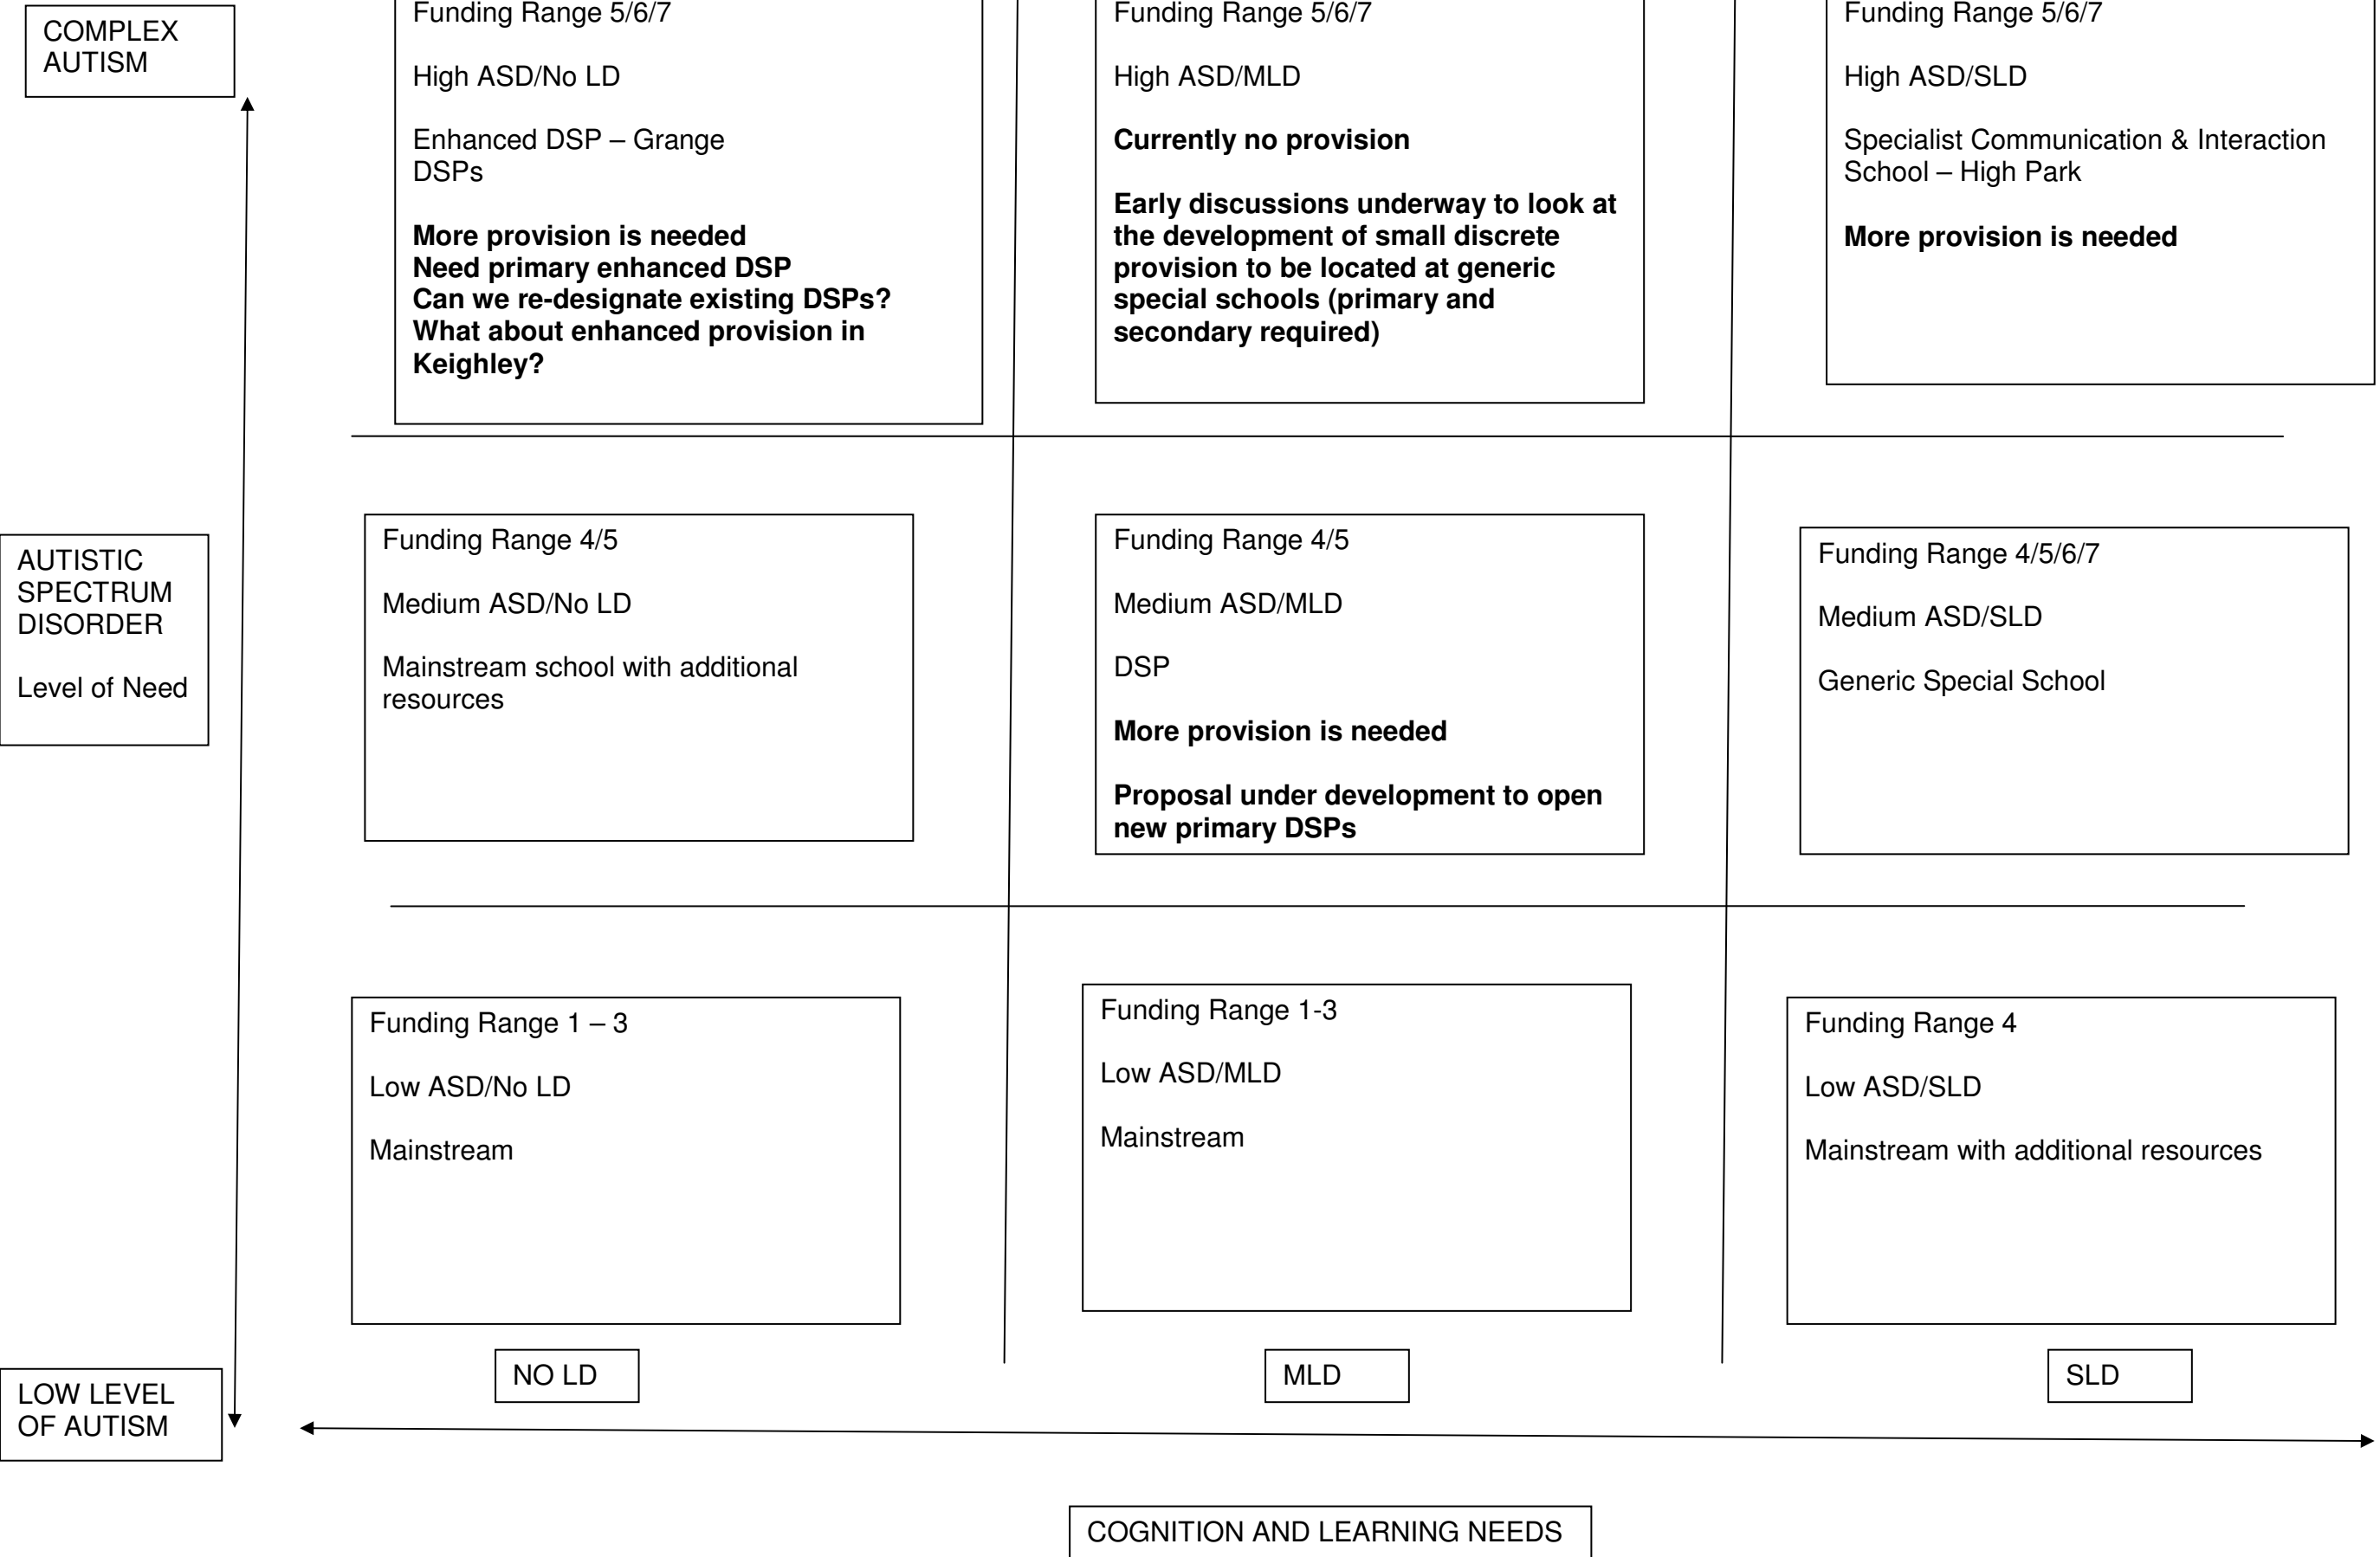 COMPLEX
AUTISM
Funding Range 5/6/7
High ASD/No LD
Enhanced DSP – Grange
DSPs
More provision is needed
Need primary enhanced DSP
Can we re-designate existing DSPs?
What about enhanced provision in
Keighley?
Funding Range 5/6/7
High ASD/MLD
Currently no provision
Early discussions underway to look at
the development of small discrete
provision to be located at generic
special schools (primary and
secondary required)
Funding Range 5/6/7
High ASD/SLD
Specialist Communication & Interaction
School – High Park
More provision is needed
AUTISTIC
SPECTRUM
DISORDER
Level of Need
Funding Range 4/5
Medium ASD/No LD
Mainstream school with additional
resources
Funding Range 4/5
Medium ASD/MLD
DSP
More provision is needed
Proposal under development to open
new primary DSPs
Funding Range 4/5/6/7
Medium ASD/SLD
Generic Special School
Funding Range 1 – 3
Low ASD/No LD
Mainstream
Funding Range 1-3
Low ASD/MLD
Mainstream
Funding Range 4
Low ASD/SLD
Mainstream with additional resources
NO LD
MLD
SLD
LOW LEVEL
OF AUTISM
COGNITION AND LEARNING NEEDS